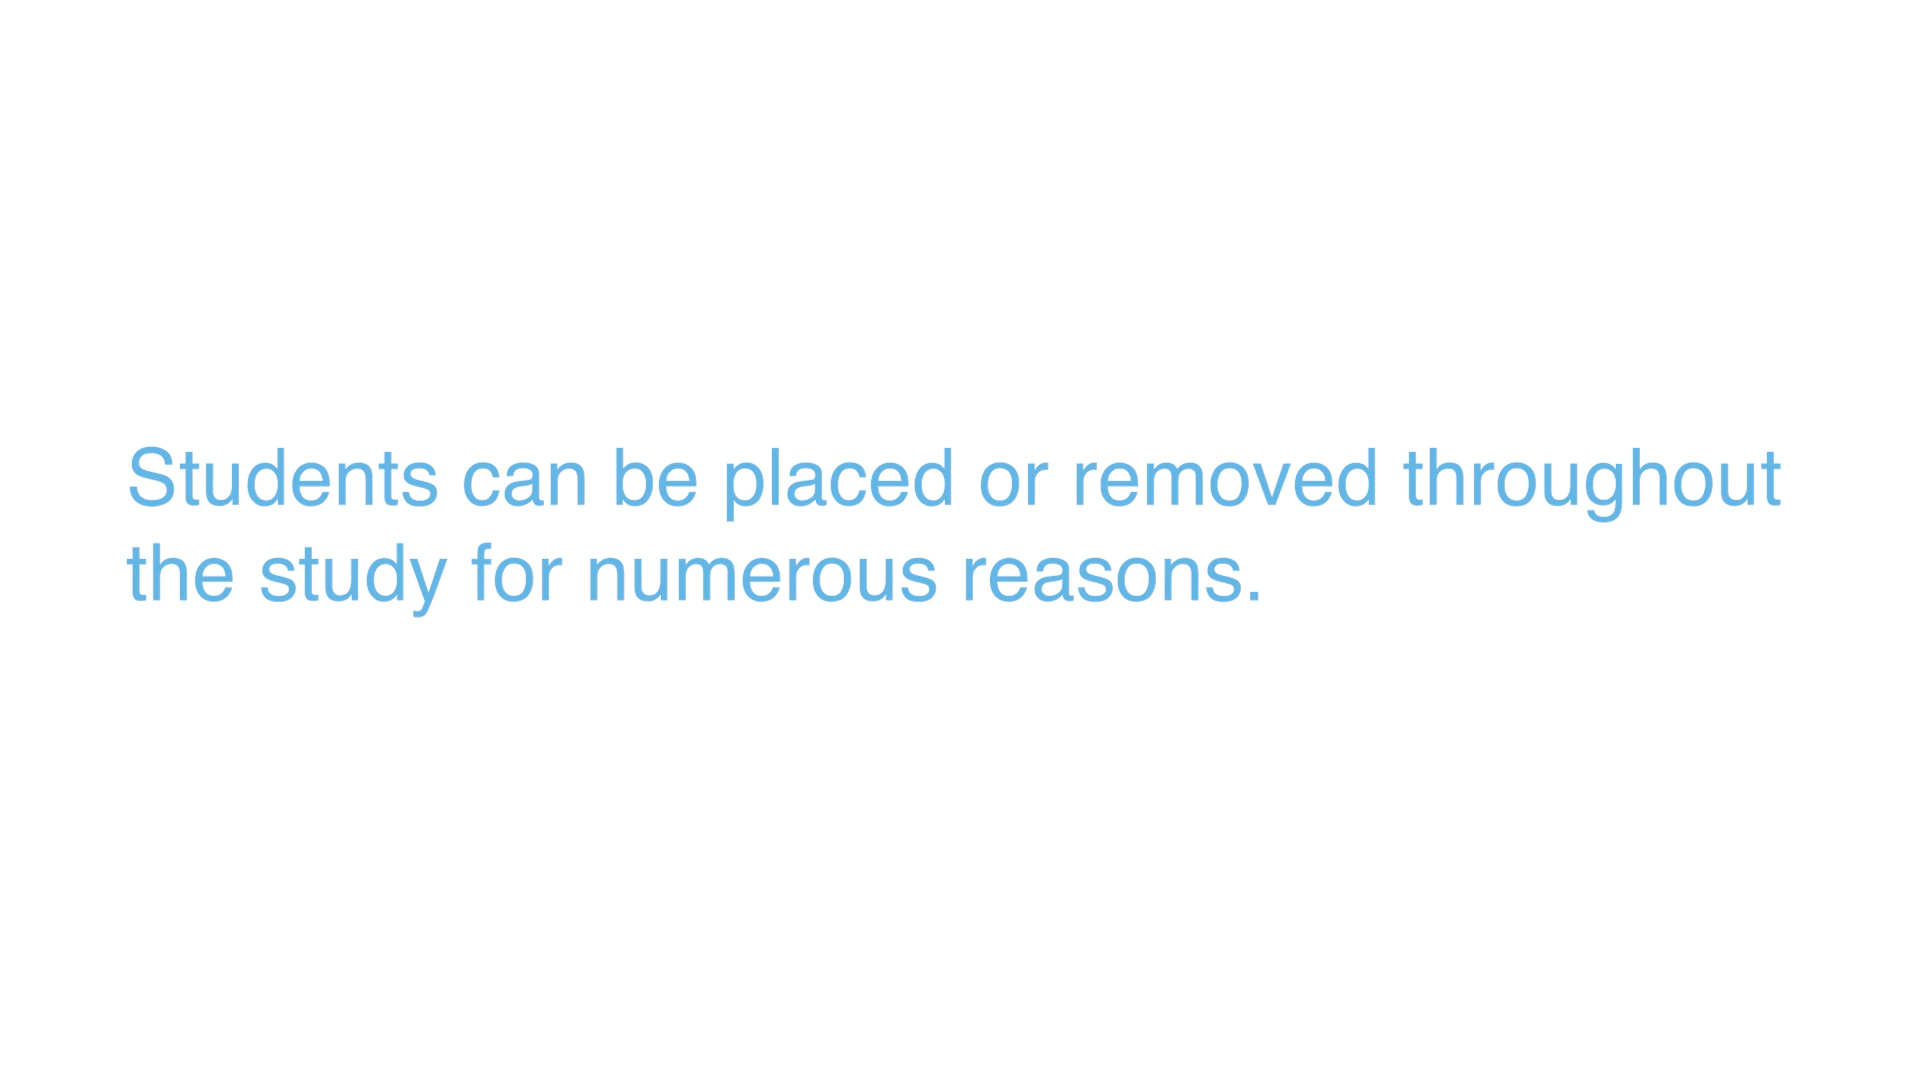 Students can be placed or removed throughout
the study for numerous reasons.